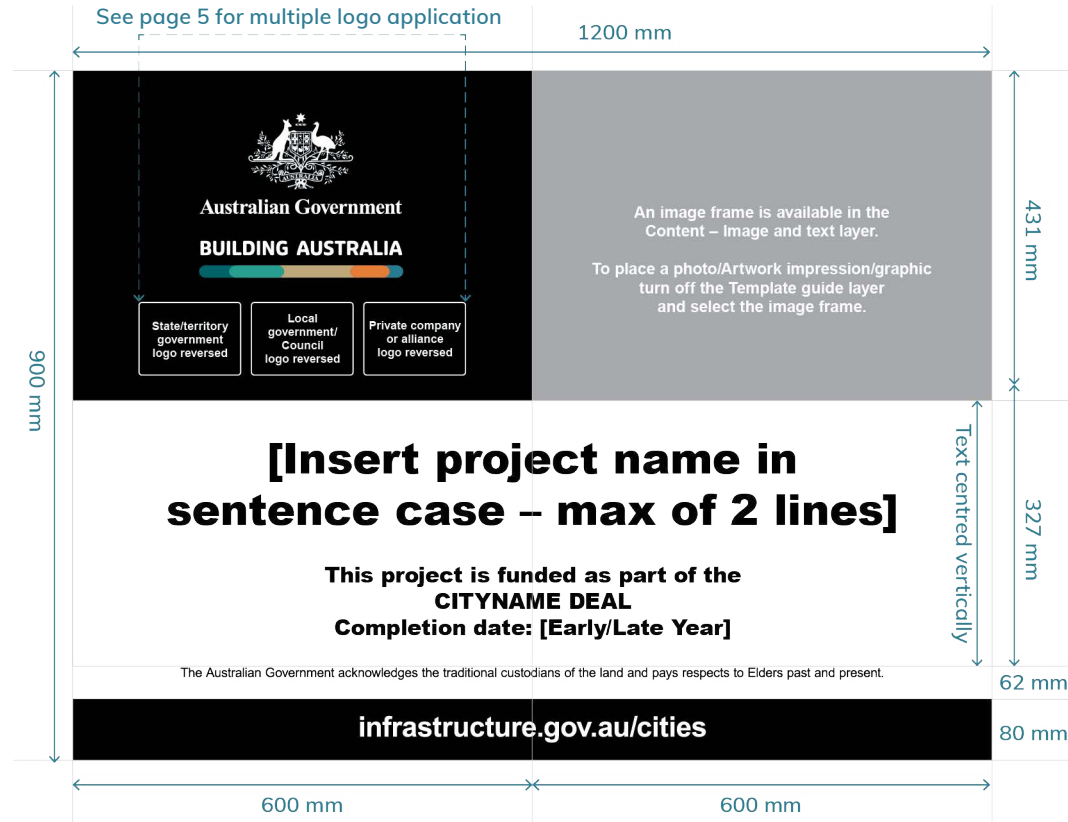 See page 5 for multiple logo application
1200 mm
Australian Government
BUILDING AUSTRALIA
State/territory
government
logo reversed
Local
government/
Council
logo reversed
Private company
or alliance
logo reversed
An image frame is available in the
Content – Image and text layer.
To place a photo/Artwork impression/graphic
turn off the Template guide layer
and select the image frame.
431 mm
900 mm
[Insert project name in
sentence case – max of 2 lines]
This project is funded as part of the
CITYNAME DEAL
Completion date: [Early/Late Year]
Text centred vertically
327 mm
The Australian Government acknowledges the traditional custodians of the land and pays respects to Elders past and present.
62 mm
infrastructure.gov.au/cities
80 mm
600 mm
600 mm